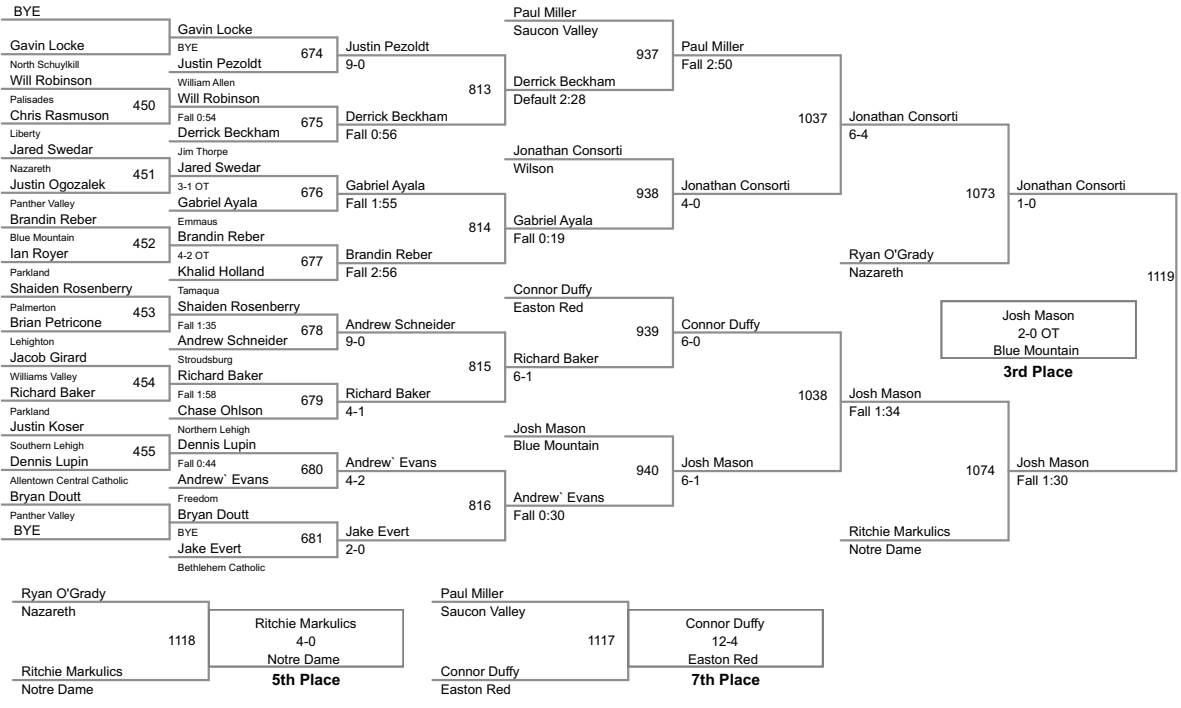 BYE
Gavin Locke
North Schuylkill
Will Robinson
Palisades
450
Chris Rasmuson
Liberty
Jared Swedar
Nazareth
451
Justin Ogozalek
Panther Valley
Brandin Reber
Blue Mountain
452
Ian Royer
Parkland
Shaiden Rosenberry
Palmerton
453
Brian Petricone
Lehighton
Jacob Girard
Williams Valley
454
Richard Baker
Parkland
Justin Koser
Southern Lehigh
455
Dennis Lupin
Allentown Central Catholic
Bryan Doutt
Panther Valley
BYE
Gavin Locke
BYE
674
Justin Pezoldt
William Allen
Will Robinson
Fall 0:54
675
Derrick Beckham
Jim Thorpe
Jared Swedar
3-1 OT
676
Gabriel Ayala
Emmaus
Brandin Reber
4-2 OT
677
Khalid Holland
Tamaqua
Shaiden Rosenberry
Fall 1:35
678
Andrew Schneider
Stroudsburg
Richard Baker
Fall 1:58
679
Chase Ohlson
Northern Lehigh
Dennis Lupin
Fall 0:44
680
Andrew` Evans
Freedom
Bryan Doutt
BYE
681
Jake Evert
Bethlehem Catholic
Justin Pezoldt
9-0
813
Derrick Beckham
Fall 0:56
Gabriel Ayala
Fall 1:55
814
Brandin Reber
Fall 2:56
Andrew Schneider
9-0
815
Richard Baker
4-1
Andrew` Evans
4-2
816
Jake Evert
2-0
Paul Miller
Saucon Valley
937
Derrick Beckham
Default 2:28
Jonathan Consorti
Wilson
938
Gabriel Ayala
Fall 0:19
Connor Duffy
Easton Red
939
Richard Baker
6-1
Josh Mason
Blue Mountain
940
Andrew` Evans
Fall 0:30
Paul Miller
Fall 2:50
1037
Jonathan Consorti
4-0
Connor Duffy
6-0
1038
Josh Mason
6-1
Jonathan Consorti
6-4
1073
Ryan O'Grady
Nazareth
Josh Mason
Fall 1:34
1074
Ritchie Markulics
Notre Dame
Jonathan Consorti
1-0
1119
Josh Mason
Fall 1:30
Josh Mason
2-0 OT
Blue Mountain
3rd Place
Ryan O'Grady
Nazareth
1118
Ritchie Markulics
Notre Dame
Ritchie Markulics
4-0
Notre Dame
5th Place
Paul Miller
Saucon Valley
1117
Connor Duffy
Easton Red
Connor Duffy
12-4
Easton Red
7th Place